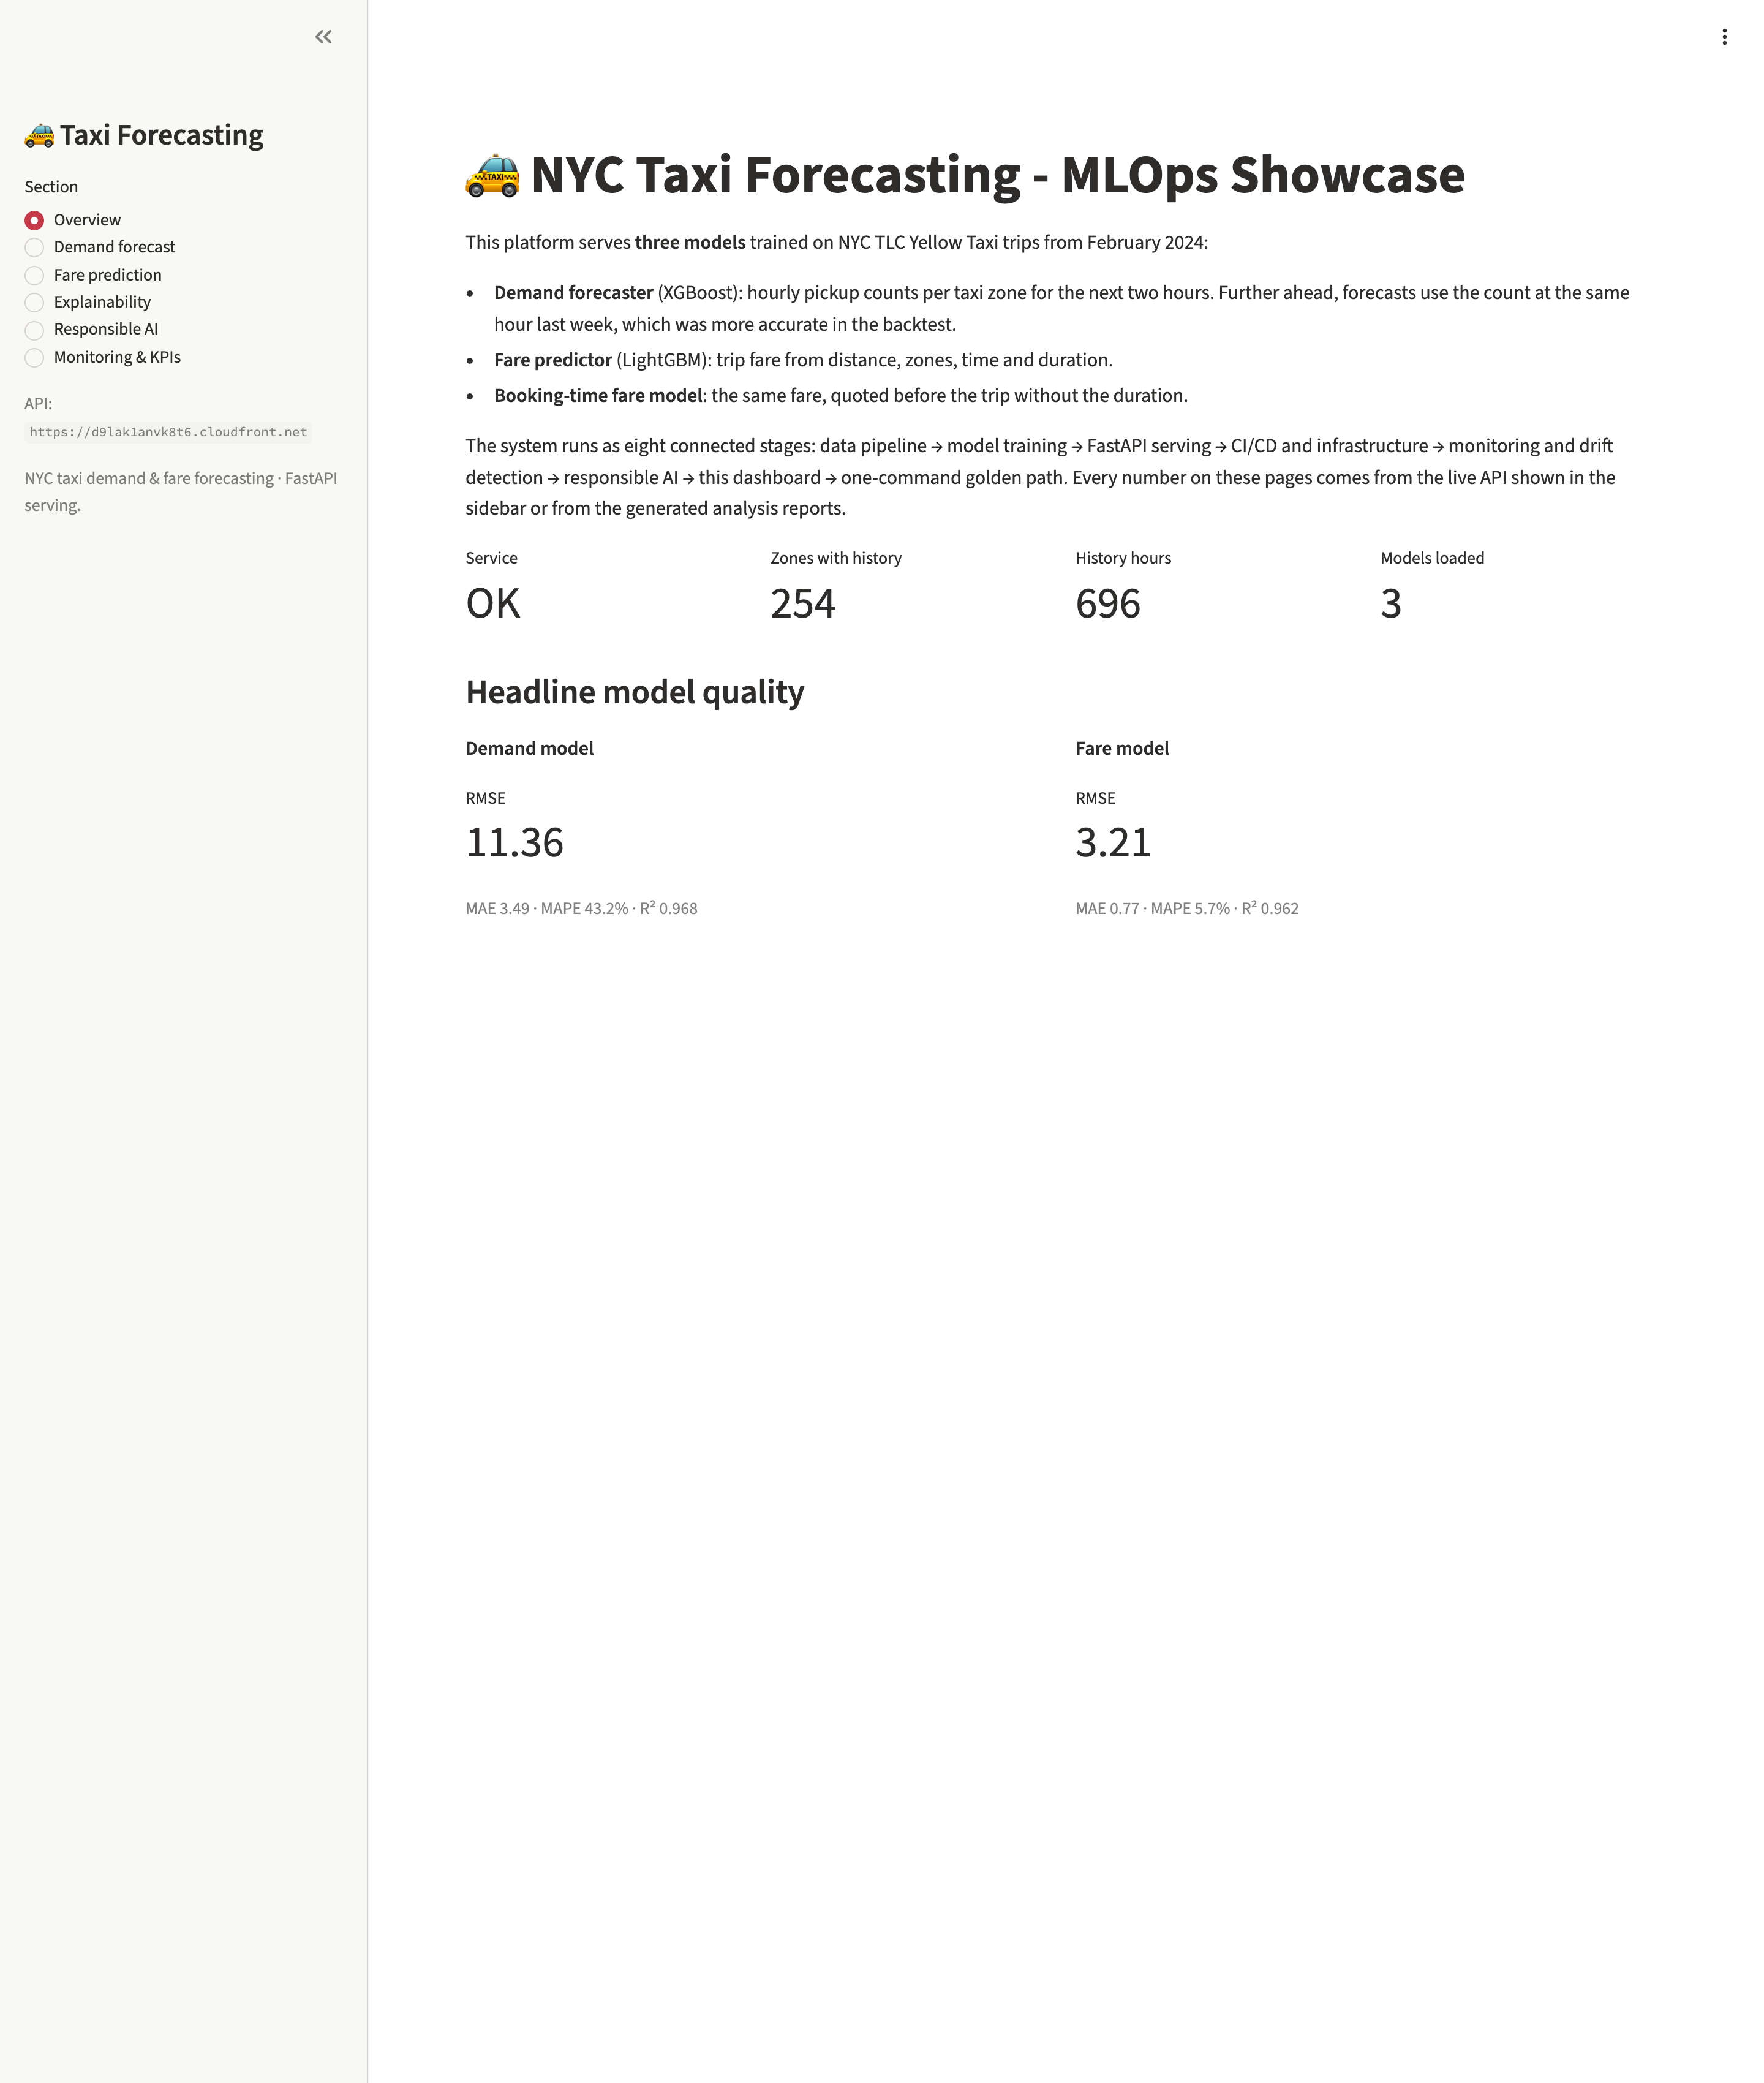 Taxi Forecasting
Section
Overview
Demand forecast
Fare prediction
Explainability
Responsible AI
Monitoring & KPIs
API:
https://d9lak1anvk8t6.cloudfront.net
NYC taxi demand & fare forecasting · FastAPI
serving.
NYC Taxi Forecasting - MLOps Showcase
This platform serves three models trained on NYC TLC Yellow Taxi trips from February 2024:
• Demand forecaster (XGBoost): hourly pickup counts per taxi zone for the next two hours. Further ahead, forecasts use the count at the same
hour last week, which was more accurate in the backtest.
• Fare predictor (LightGBM): trip fare from distance, zones, time and duration.
• Booking-time fare model: the same fare, quoted before the trip without the duration.
The system runs as eight connected stages: data pipeline → model training → FastAPI serving → CI/CD and infrastructure → monitoring and drift
detection → responsible AI → this dashboard → one-command golden path. Every number on these pages comes from the live API shown in the
sidebar or from the generated analysis reports.
Service
OK
Zones with history
254
History hours
696
Models loaded
3
Headline model quality
Demand model
RMSE
11.36
MAE 3.49 · MAPE 43.2% · R² 0.968
Fare model
RMSE
3.21
MAE 0.77 · MAPE 5.7% · R² 0.962